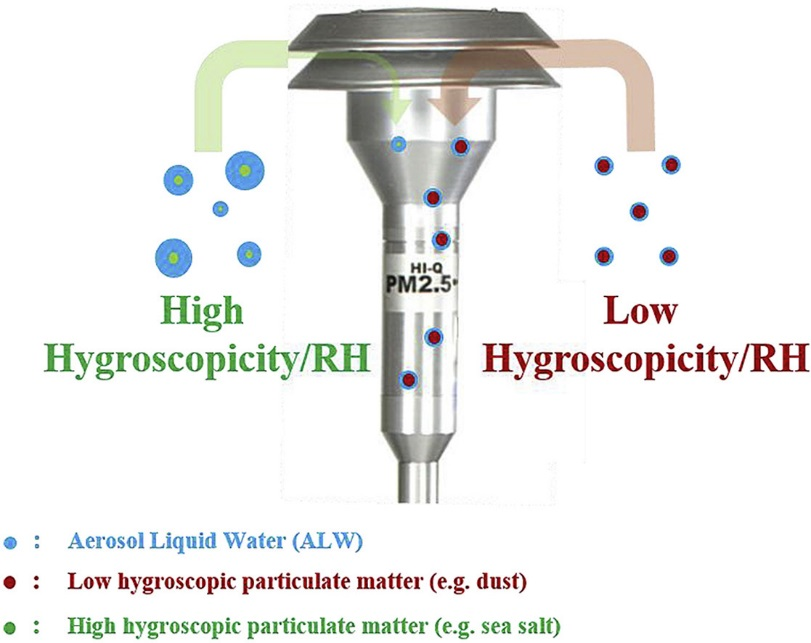 HI-Q
PM2.5
High
Hygroscopicity/RH
Low
Hygroscopicity/RH
: Aerosol Liquid Water (ALW)
: Low hygroscopic particulate matter (e.g. dust)
: High hygroscopic particulate matter (e.g. sea salt)